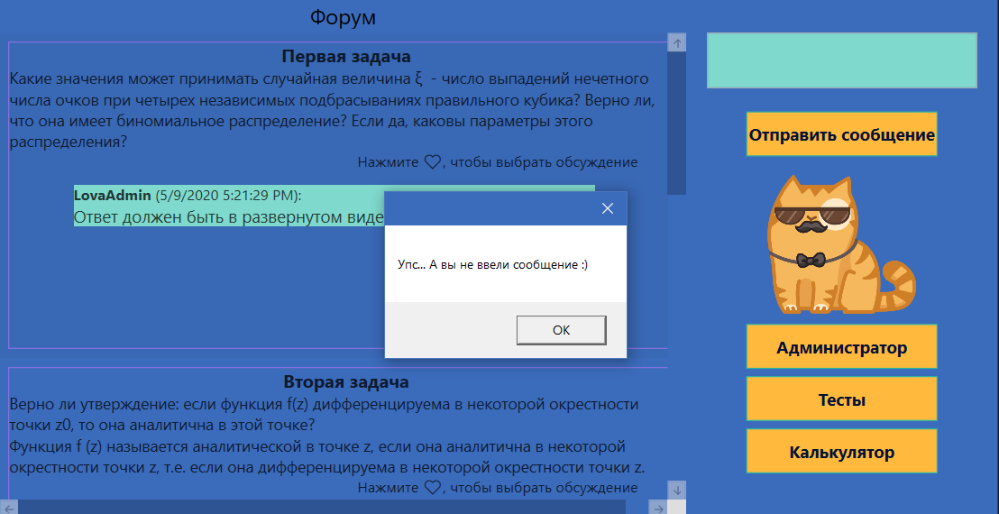 Форум
Первая задача
Какие значения может принимать случайная величина ξ - число выпадений нечетного
числа очков при четырех независимых подбрасываниях правильного кубика? Верно ли,
что она имеет биномиальное распределение? Если да, каковы параметры этого
распределения?
Нажмите ♡, чтобы выбрать обсуждение
LovaAdmin (5/9/2020 5:21:29 PM):
Ответ должен быть в развернутом виде
Упс... А вы не ввели сообщение :)
OK
Вторая задача
Верно ли утверждение: если функция f(z) дифференцируема в некоторой окрестности
точки z0, то она аналитична в этой точке?
Функция f (z) называется аналитической в точке z, если она аналитична в некоторой
окрестности точки z, т.е. если она дифференцируема в некоторой окрестности точки z.
Нажмите ♡, чтобы выбрать обсуждение
Отправить сообщение
Администратор
Тесты
Калькулятор